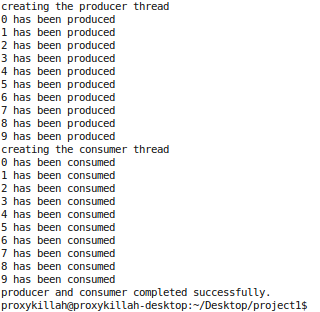 creating the producer thread
0 has been produced
1 has been produced
2 has been produced
3 has been produced
4 has been produced
5 has been produced
6 has been produced
7 has been produced
8 has been produced
9 has been produced
creating the consumer thread
0 has been consumed
1 has been consumed
2 has been consumed
3 has been consumed
4 has been consumed
5 has been consumed
6 has been consumed
7 has been consumed
8 has been consumed
9 has been consumed
producer and consumer completed successfully.
proxykillah@proxykillah-desktop:~/Desktop/project1$